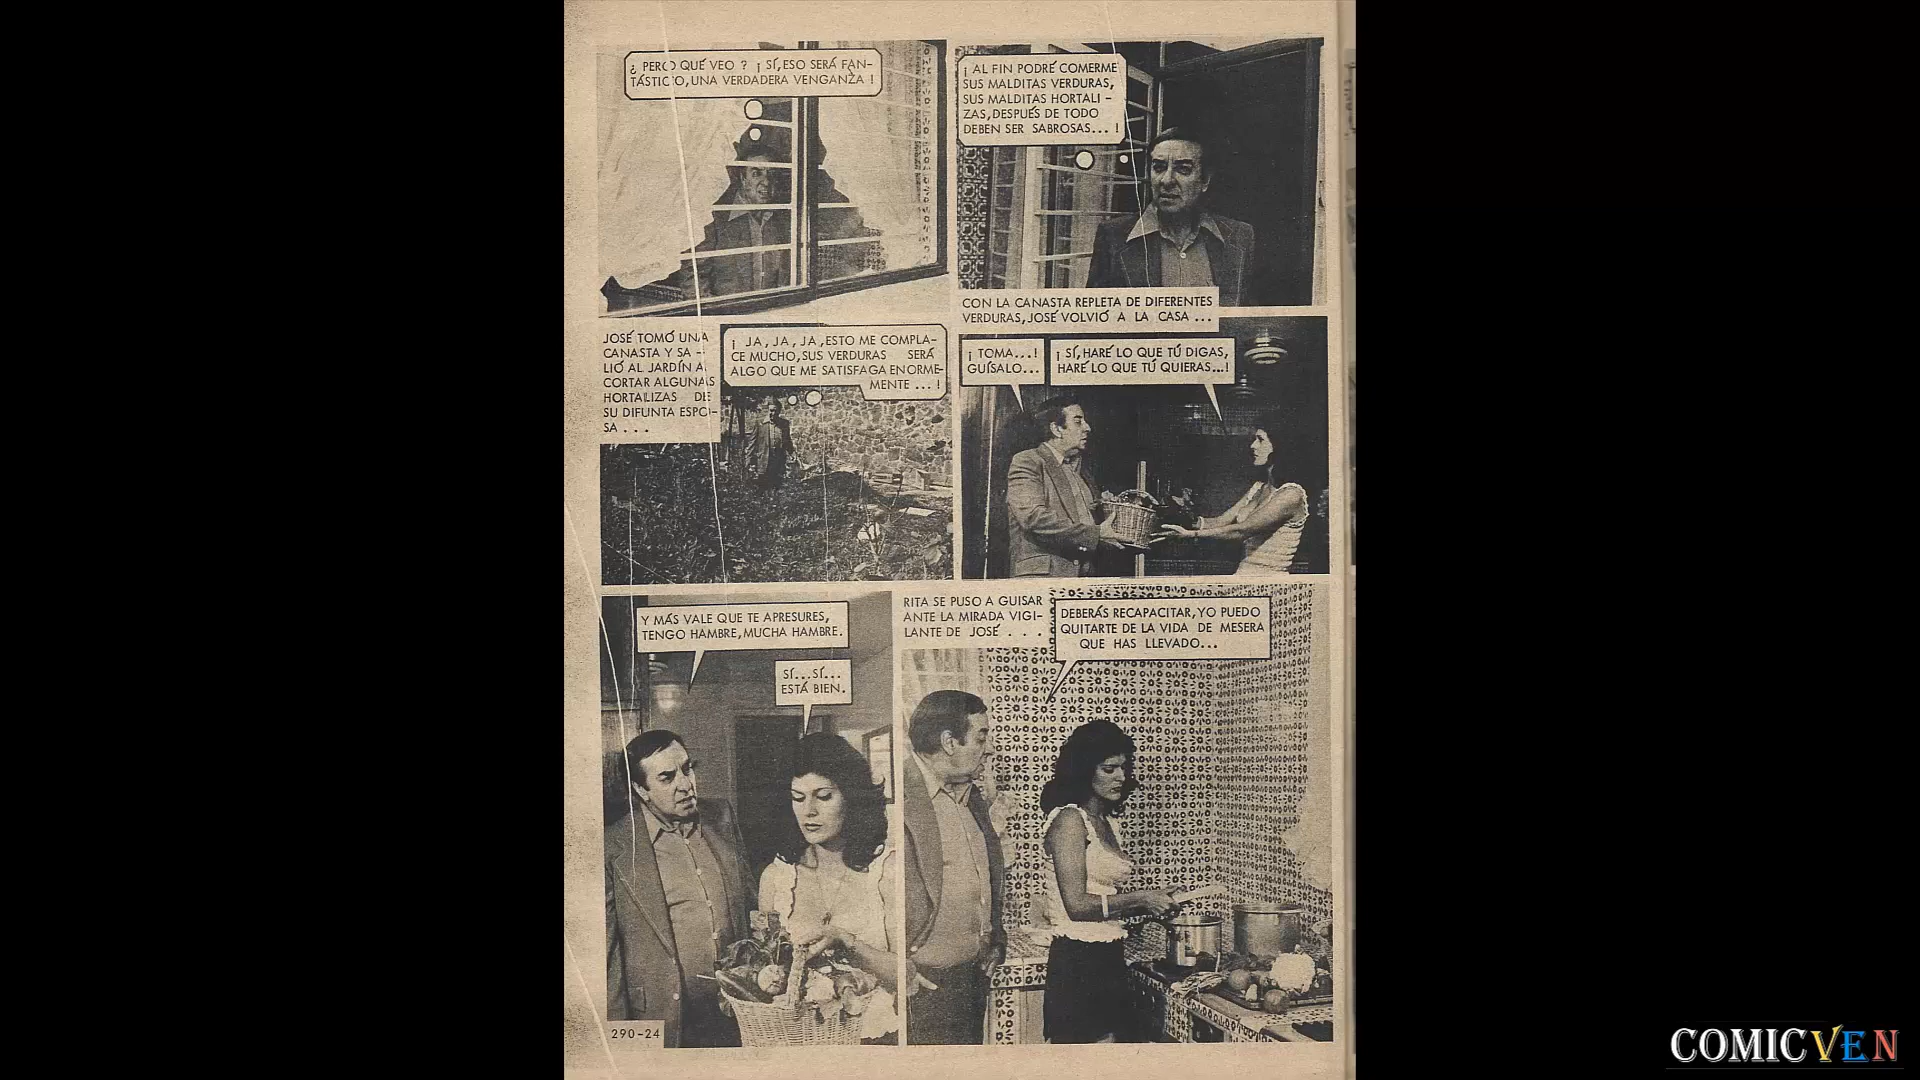 ¿ PERO QUÉ VEO ? ¡ SÍ, ESO SERÁ FAN-
TÁSTICO, UNA VERDADERA VENGANZA !
¡ AL FIN PODRÉ COMERME
SUS MALDITAS VERDURAS,
SUS MALDITAS HORTALI -
ZAS, DESPUÉS DE TODO
DEBEN SER SABROSAS... !
JOSÉ TOMÓ UNA
CANASTA Y SA -
LIÓ AL JARDÍN A
CORTAR ALGUNAS
HORTALIZAS DE
SU DIFUNTA ESPO-
SA . . .
¡ JA, JA, JA, ESTO ME COMPLA-
CE MUCHO, SUS VERDURAS SERÁ
ALGO QUE ME SATISFAGA ENORME-
MENTE ... !
CON LA CANASTA REPLETA DE DIFERENTES
VERDURAS, JOSÉ VOLVIÓ A LA CASA ...
¡ TOMA...!
GUÍSALO...
¡ SÍ, HARÉ LO QUE TÚ DIGAS,
HARÉ LO QUE TÚ QUIERAS...!
Y MÁS VALE QUE TE APRESURES,
TENGO HAMBRE, MUCHA HAMBRE.
SÍ...SÍ...
ESTÁ BIEN.
290-24
RITA SE PUSO A GUISAR
ANTE LA MIRADA VIGI-
LANTE DE JOSÉ . . .
DEBERÁS RECAPACITAR, YO PUEDO
QUITARTE DE LA VIDA DE MESERA
QUE HAS LLEVADO...
COMICVEN